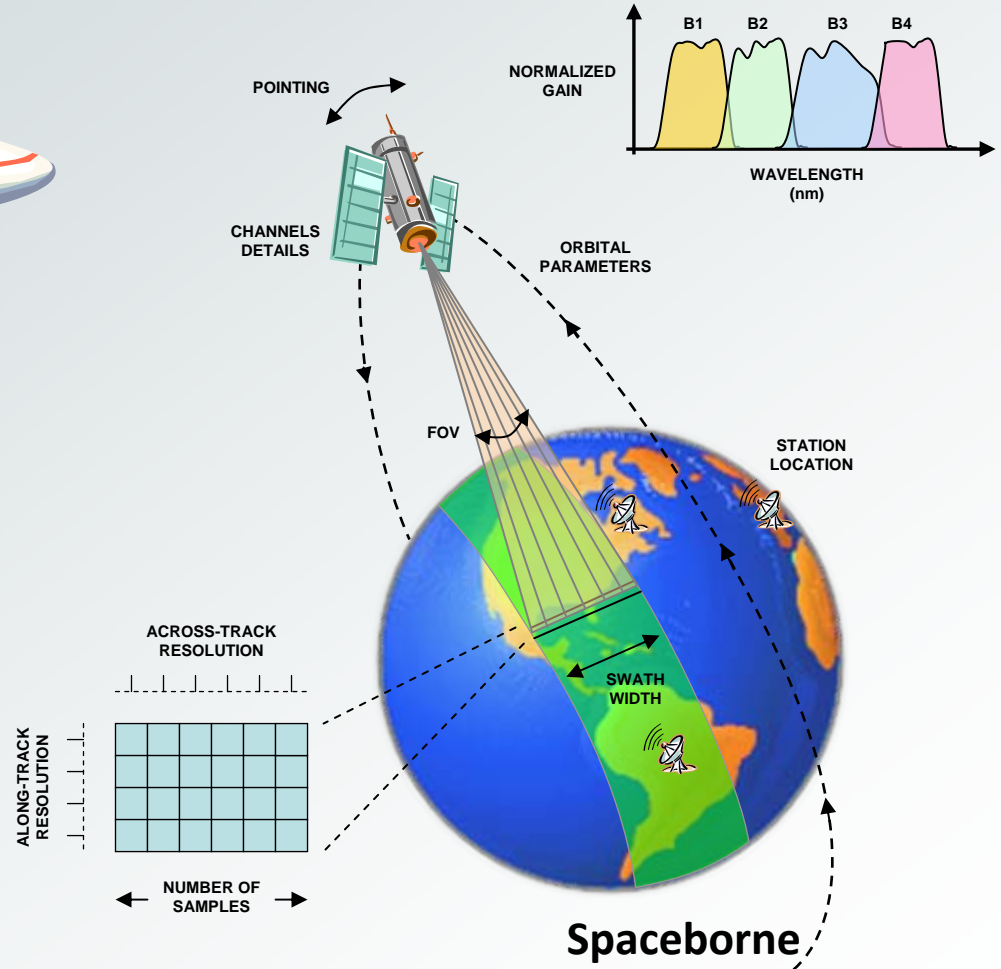 B1 B2 B3 B4
NORMALIZED
GAIN
WAVELENGTH
(nm)
POINTING
CHANNELS
DETAILS
ORBITAL
PARAMETERS
FOV
STATION
LOCATION
ACROSS-TRACK
RESOLUTION
SWATH
WIDTH
ALONG-TRACK
RESOLUTION
NUMBER OF
SAMPLES
Spaceborne